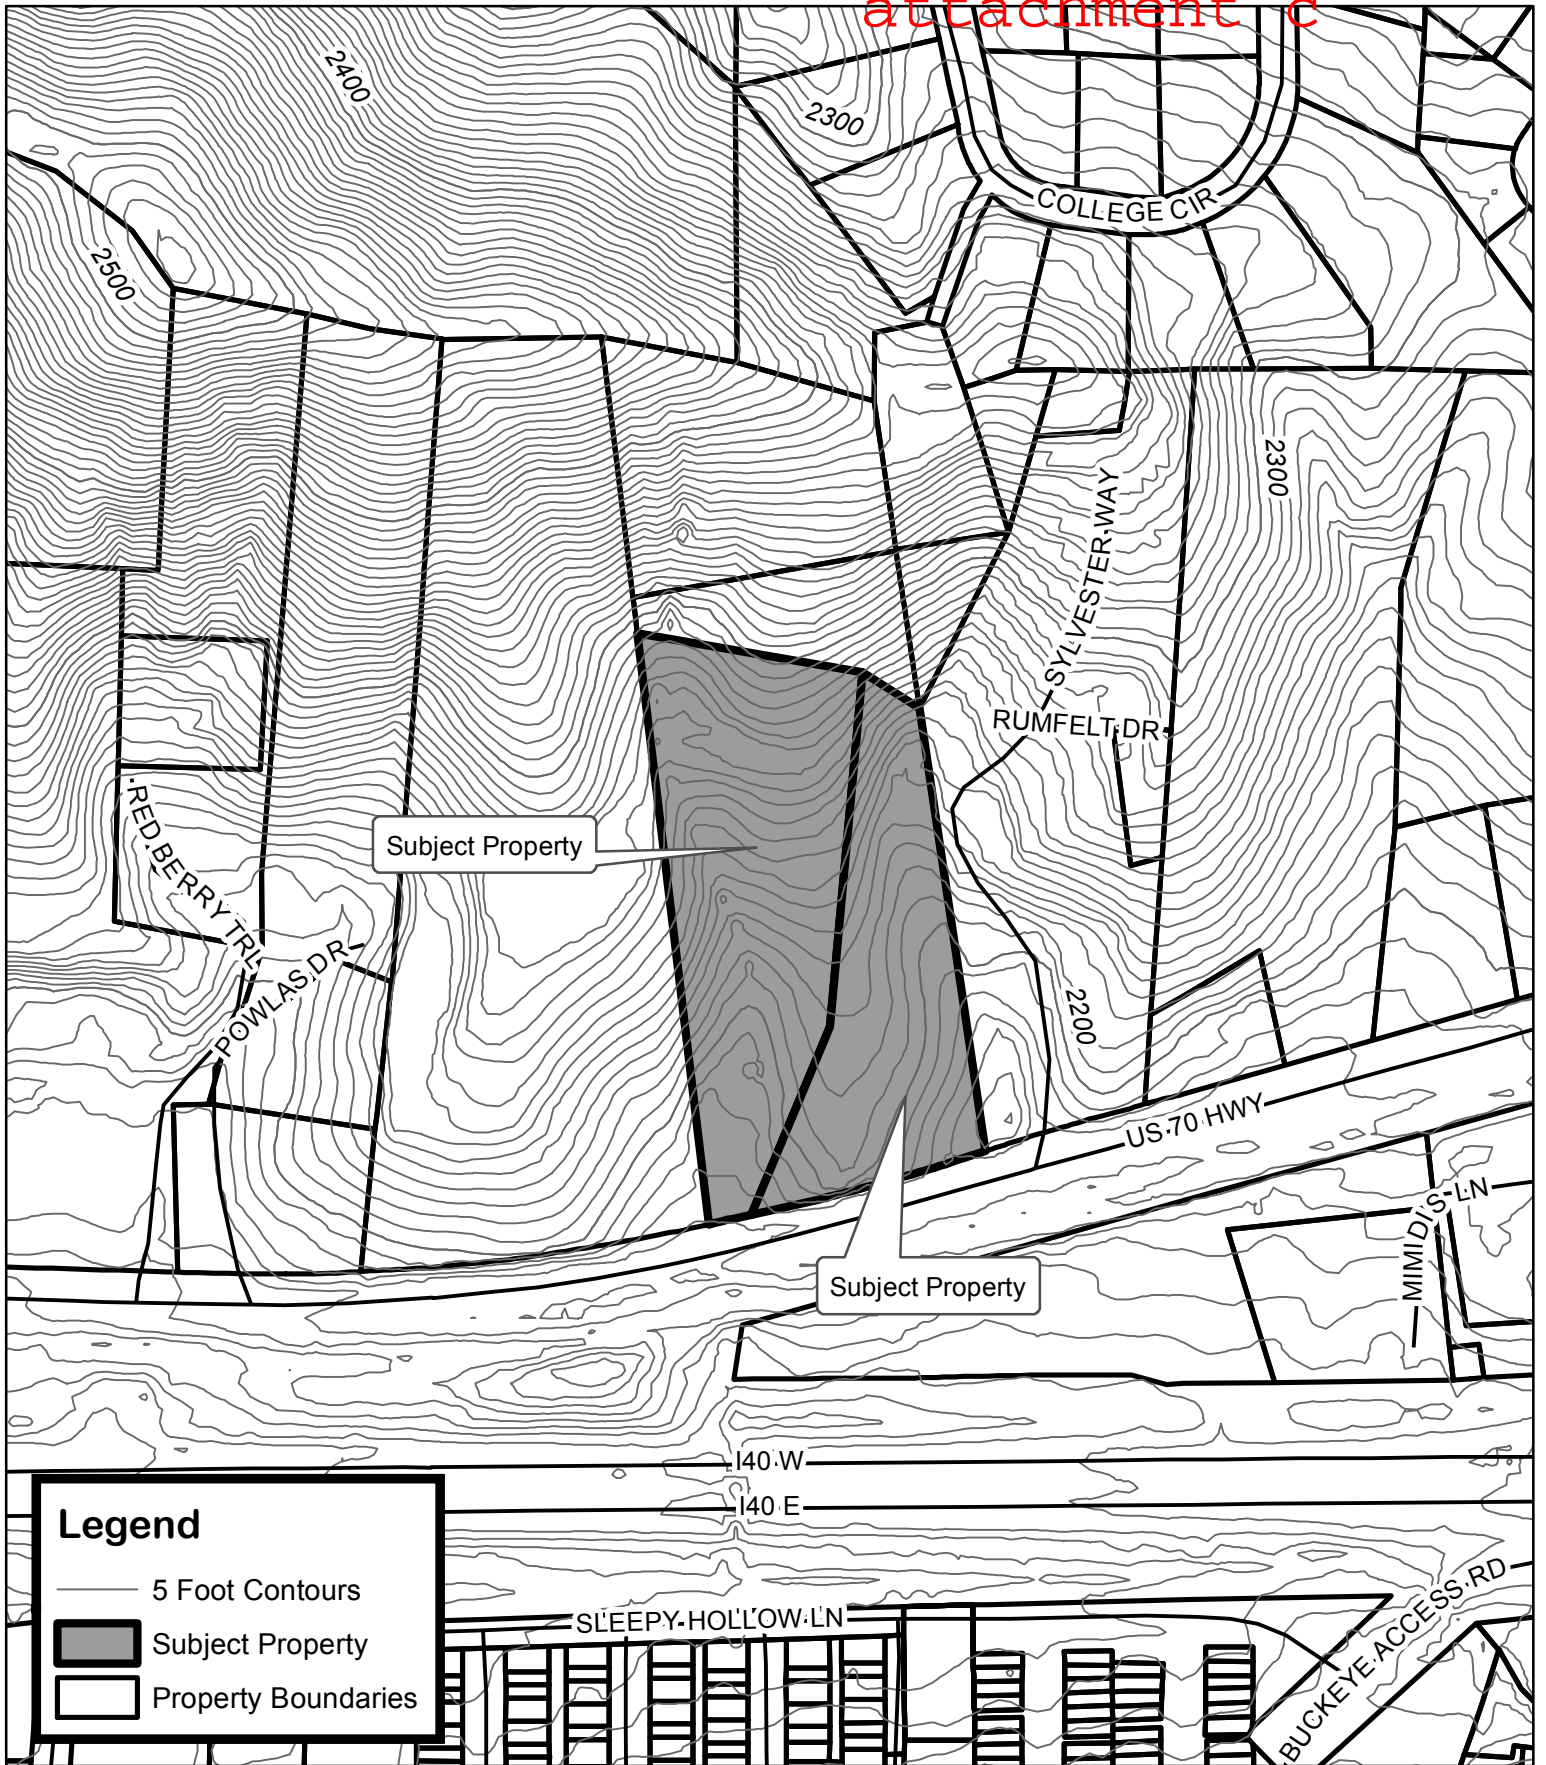 attachment c
2400
2300
COLLEGE CIR
2500
2300
SYLVESTER WAY
RUMFELT DR
Subject Property
RED BERRY TRL
POWLAS DR
2200
US 70 HWY
MIMI DI'S LN
Subject Property
I40 W
I40 E
Legend
5 Foot Contours
Subject Property
Property Boundaries
SLEEPY HOLLOW LN
BUCKEYE ACCESS RD